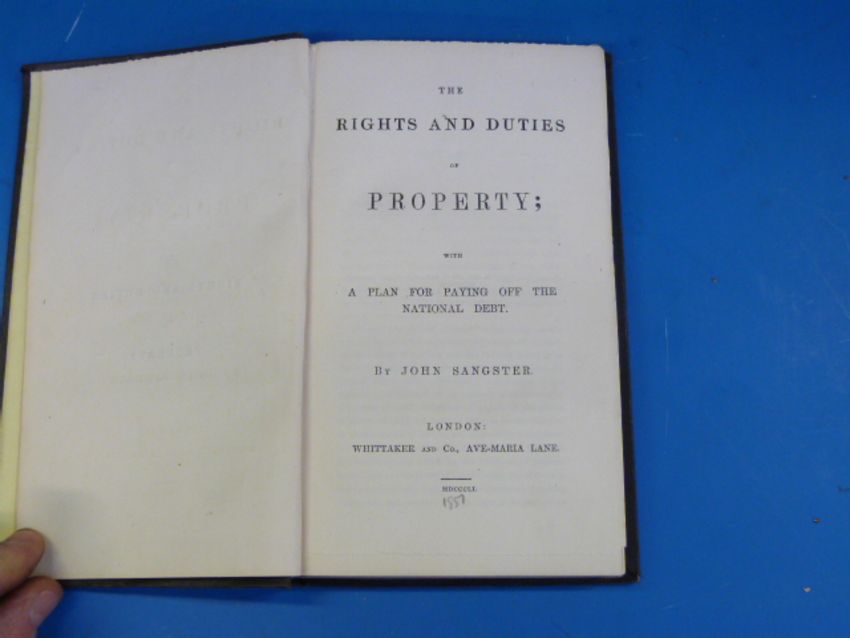 THE
RIGHTS AND DUTIES
OF
PROPERTY;
WITH
A PLAN FOR PAYING OFF THE
NATIONAL DEBT.
BY JOHN SANGSTER.
LONDON:
WHITTAKER AND CO., AVE-MARIA LANE.
MDCCCLI.
1851